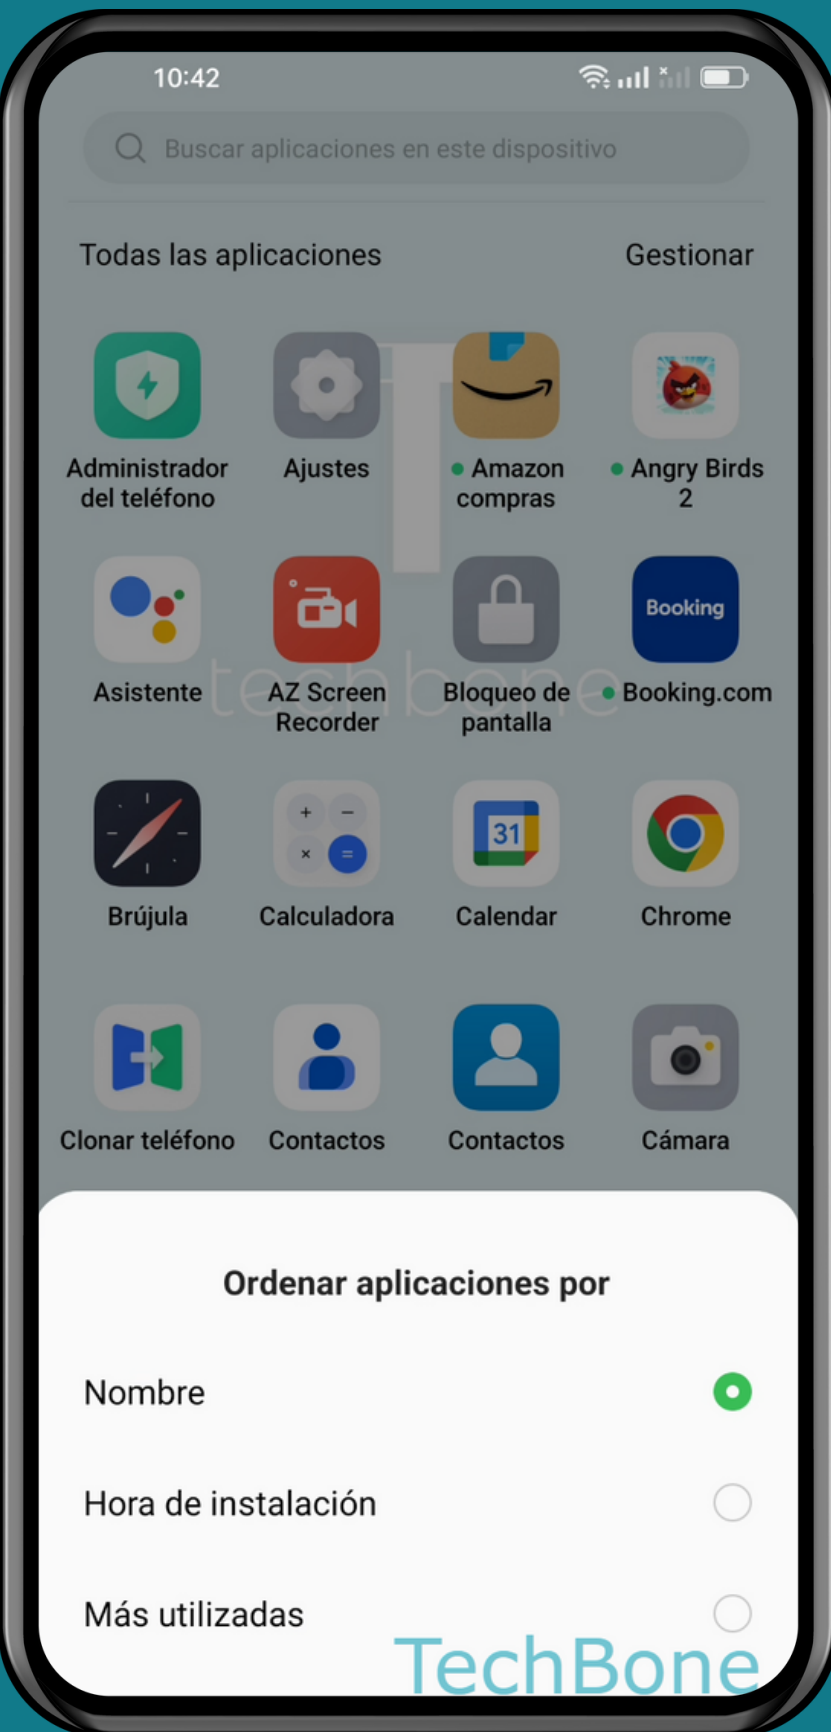 10:42
Buscar aplicaciones en este dispositivo
Todas las aplicaciones
Gestionar
Administrador
del teléfono
Ajustes
Amazon
compras
Angry Birds
2
Booking
Asistente
AZ Screen
Recorder
Bloqueo de
pantalla
Booking.com
techbone
+ −
× =
31
Brújula
Calculadora
Calendar
Chrome
Clonar teléfono
Contactos
Contactos
Cámara
Ordenar aplicaciones por
Nombre
Hora de instalación
Más utilizadas
TechBone